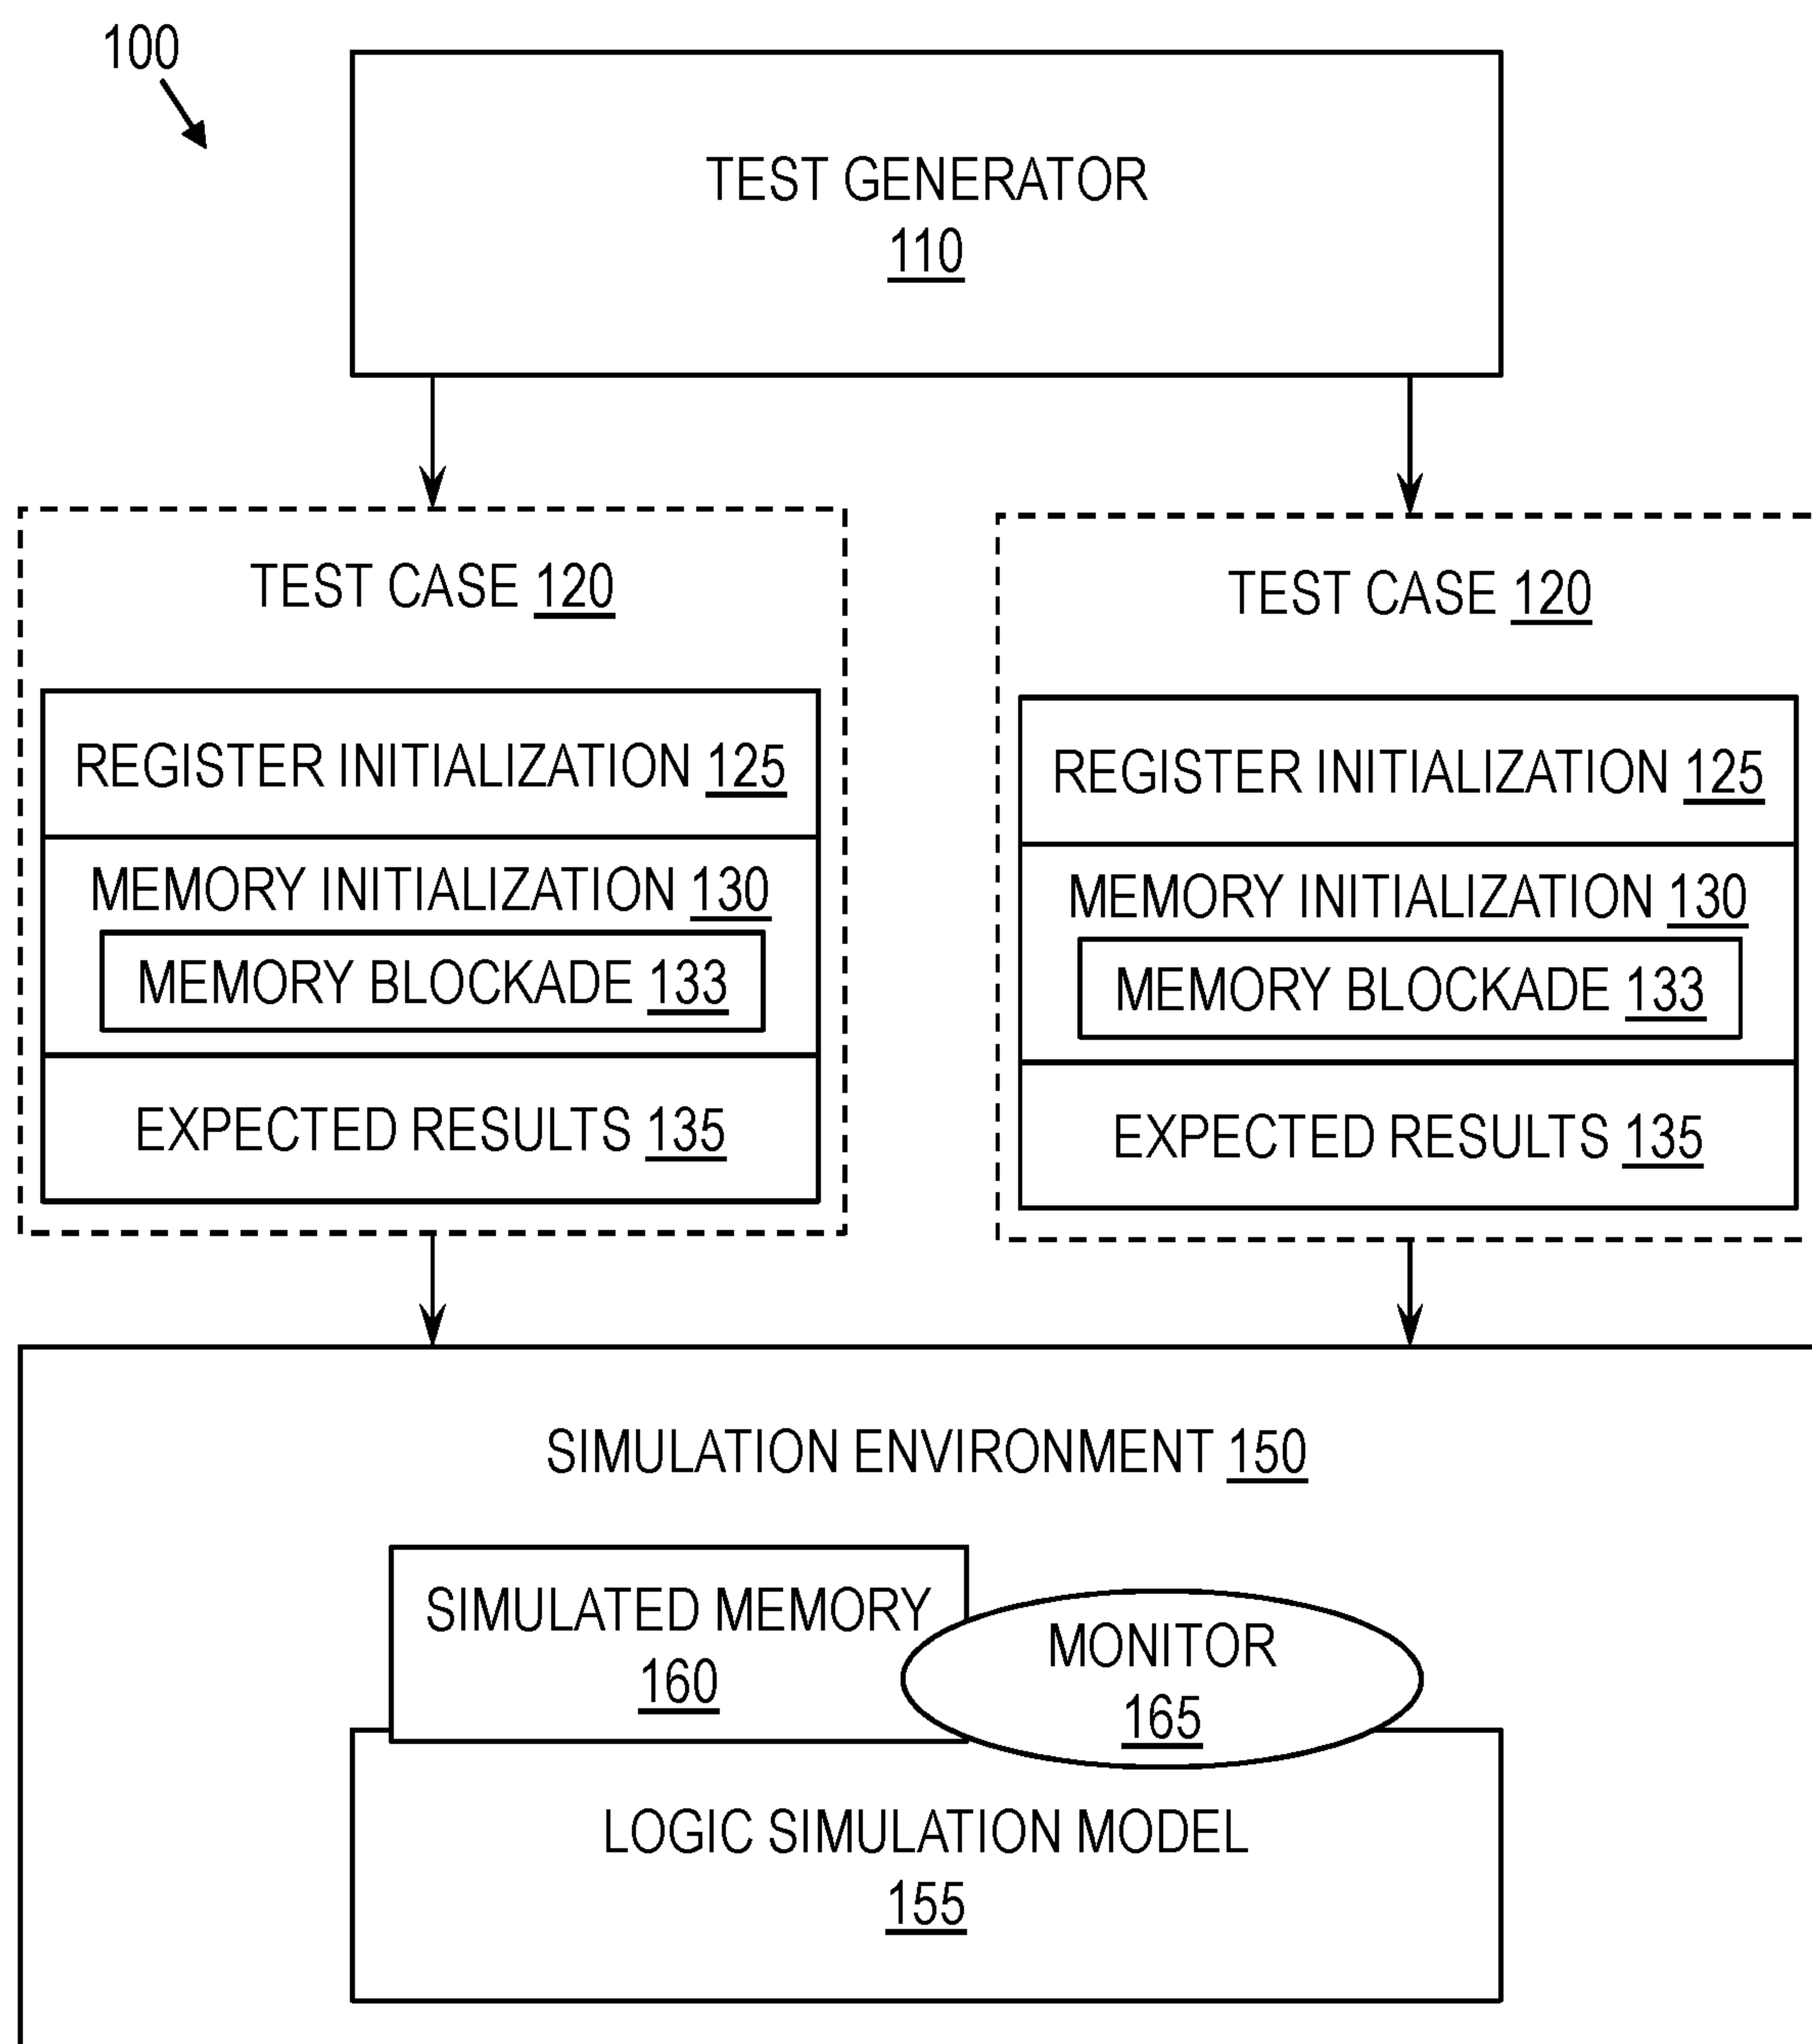 100
TEST GENERATOR
110
TEST CASE 120
REGISTER INITIALIZATION 125
MEMORY INITIALIZATION 130
MEMORY BLOCKADE 133
EXPECTED RESULTS 135
TEST CASE 120
REGISTER INITIALIZATION 125
MEMORY INITIALIZATION 130
MEMORY BLOCKADE 133
EXPECTED RESULTS 135
SIMULATION ENVIRONMENT 150
SIMULATED MEMORY
160
MONITOR
165
LOGIC SIMULATION MODEL
155